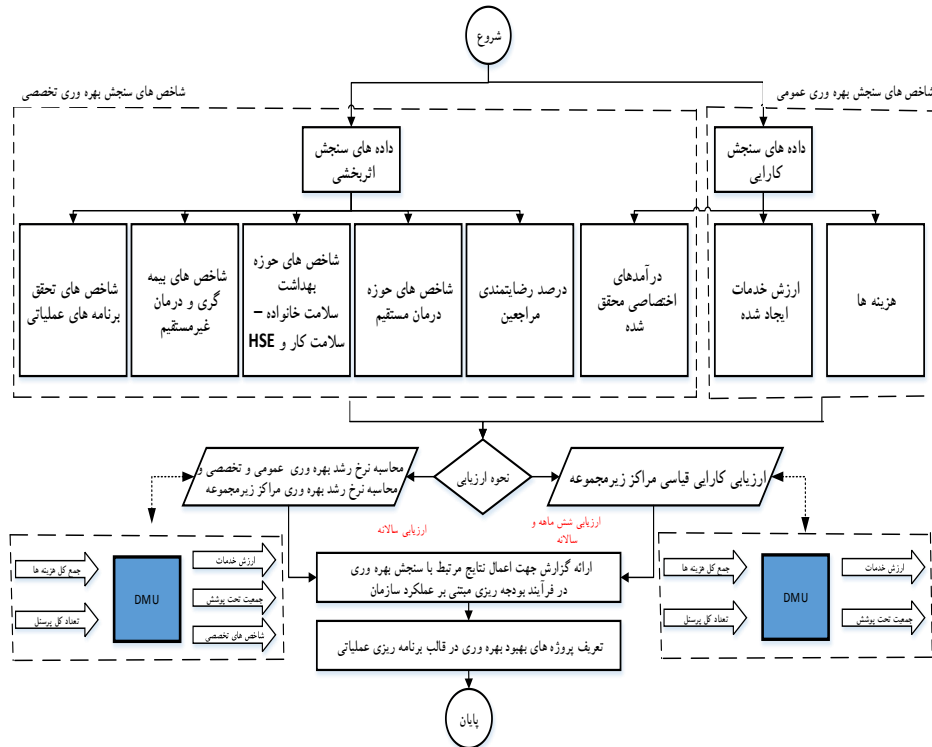 شروع
شاخص های سنجش بهره وری عمومی
شاخص های سنجش بهره وری تخصصی
داده های سنجش
کارایی
داده های سنجش
اثربخشی
هزینه ها
ارزش خدمات
ایجاد شده
درآمدهای
اختصاصی محقق
شده
درصد رضایتمندی
مراجعین
شاخص های حوزه
درمان مستقیم
شاخص های حوزه
بهداشت
سلامت خانواده –
سلامت کار و HSE
شاخص های بیمه
گری و درمان
غیرمستقیم
شاخص های تحقق
برنامه های عملیاتی
نحوه ارزیابی
ارزیابی کارایی قیاسی مراکز زیرمجموعه
محاسبه نرخ رشد بهره وری عمومی و تخصصی و
محاسبه نرخ رشد بهره وری مراکز زیرمجموعه
ارزیابی شش ماهه و
سالانه
ارزیابی سالانه
جمع کل هزینه ها
تعداد کل پرسنل
DMU
ارزش خدمات
جمعیت تحت پوشش
جمع کل هزینه ها
تعداد کل پرسنل
DMU
ارزش خدمات
جمعیت تحت پوشش
شاخص های تخصصی
ارائه گزارش جهت اعمال نتایج مرتبط با سنجش بهره وری
در فرآیند بودجه ریزی مبتنی بر عملکرد سازمان
تعریف پروژه های بهبود بهره وری در قالب برنامه ریزی عملیاتی
پایان